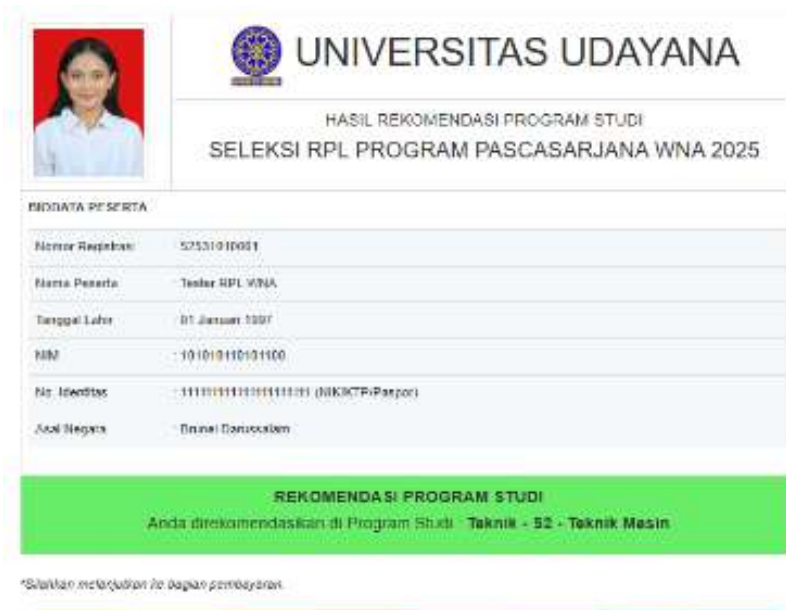 UNIVERSITAS UDAYANA
HASIL REKOMENDASI PROGRAM STUDI
SELEKSI RPL PROGRAM PASCASARJANA WNA 2025
BIODATA PESERTA
Nomor Registrasi
Nama Peserta : Tester RPL WNA
Tanggal Lahir : 01 Januari 1997
NIM : 101010110101100
No. Identitas (NIK/KTP/Paspor)
Asal Negara : Brunei Darussalam
REKOMENDASI PROGRAM STUDI
Anda direkomendasikan di Program Studi : Teknik - S2 - Teknik Mesin
*Silahkan melanjutkan ke bagian pembayaran.